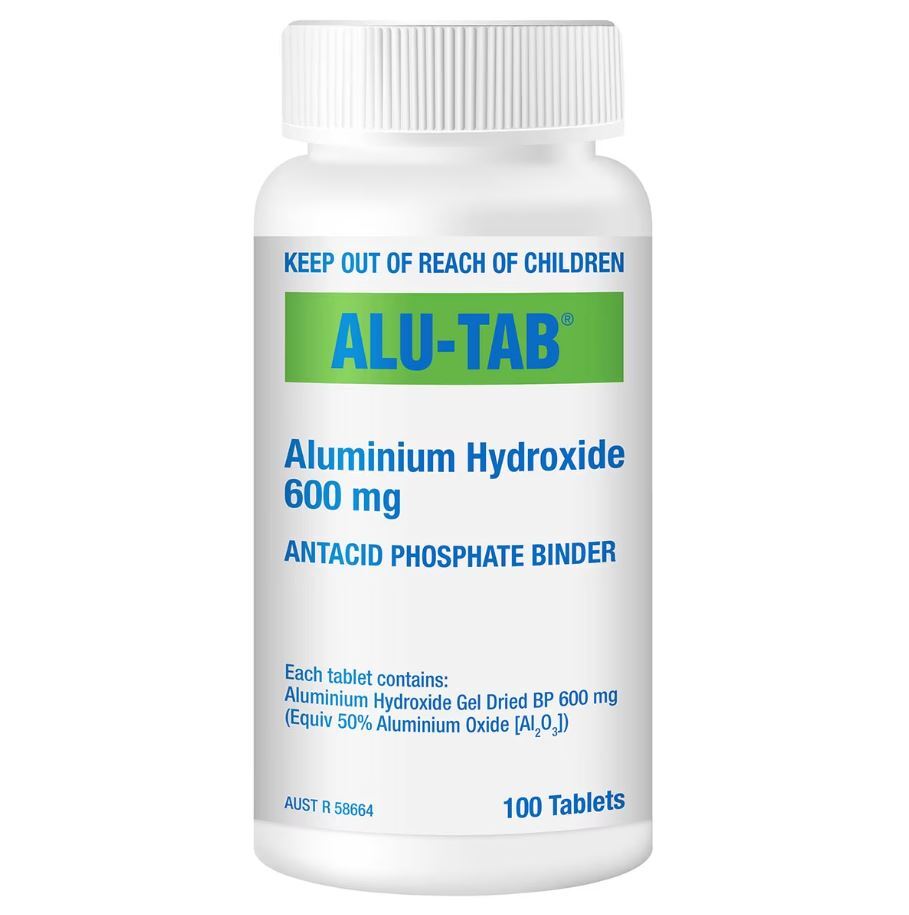 KEEP OUT OF REACH OF CHILDREN
ALU-TAB®
Aluminium Hydroxide
600 mg
ANTACID PHOSPHATE BINDER
Each tablet contains:
Aluminium Hydroxide Gel Dried BP 600 mg
(Equiv 50% Aluminium Oxide [Al₂O₃])
AUST R 58664
100 Tablets